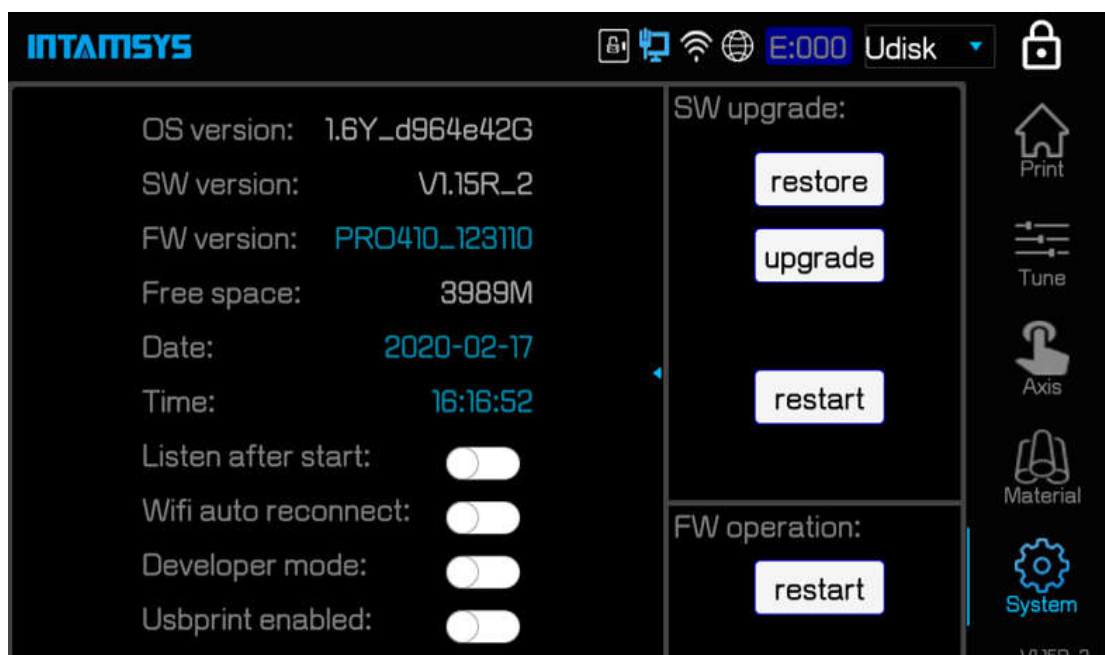 INTAMSYS
E:000 Udisk
OS version: 1.6Y_d964e42G
SW version: V1.15R_2
FW version: PRO410_123110
Free space: 3989M
Date: 2020-02-17
Time: 16:16:52
Listen after start:
Wifi auto reconnect:
Developer mode:
Usbprint enabled:
SW upgrade:
restore
upgrade
restart
FW operation:
restart
Print
Tune
Axis
Material
System